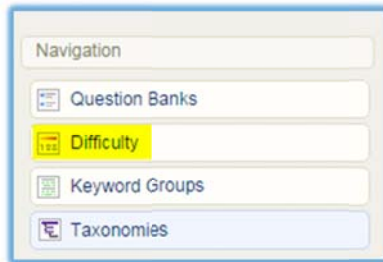 Navigation
Question Banks
Difficulty
Keyword Groups
Taxonomies